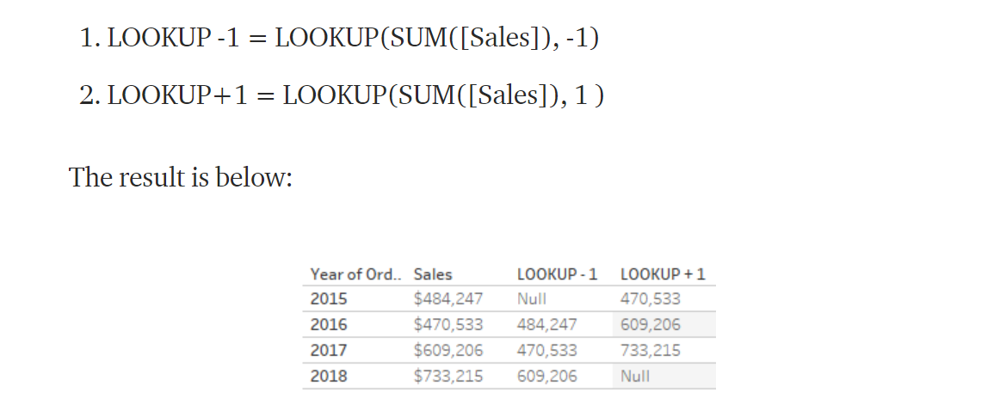 1. LOOKUP -1 = LOOKUP(SUM([Sales]), -1)
2. LOOKUP+1 = LOOKUP(SUM([Sales]), 1 )
The result is below:
Year of Ord.. Sales LOOKUP - 1 LOOKUP + 1
2015 $484,247 Null 470,533
2016 $470,533 484,247 609,206
2017 $609,206 470,533 733,215
2018 $733,215 609,206 Null